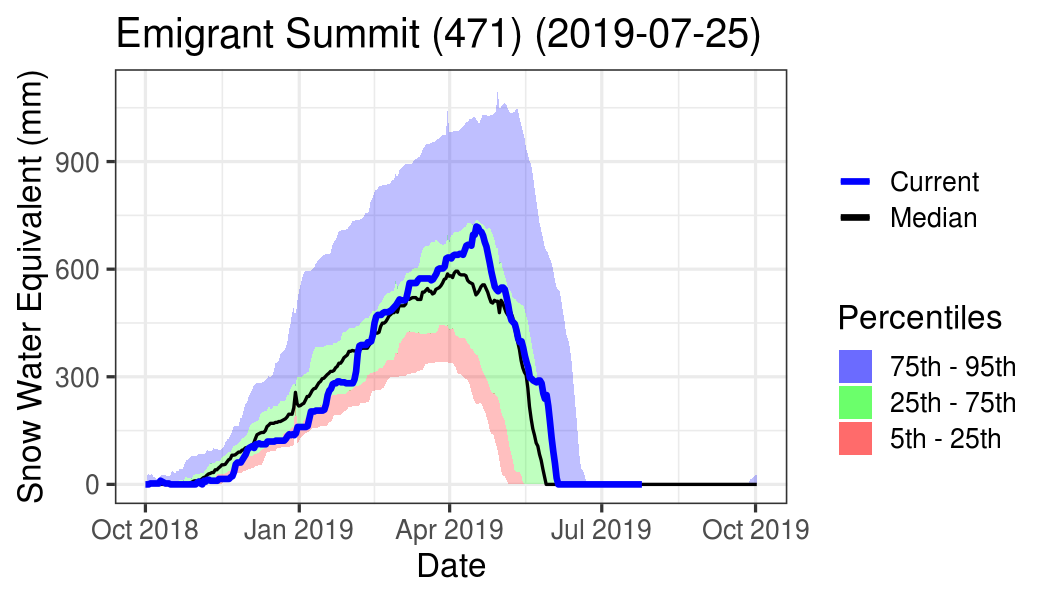 Emigrant Summit (471) (2019-07-25)
Snow Water Equivalent (mm)
900
600
300
0
Oct 2018
Jan 2019
Apr 2019
Jul 2019
Oct 2019
Date
Current
Median
Percentiles
75th - 95th
25th - 75th
5th - 25th